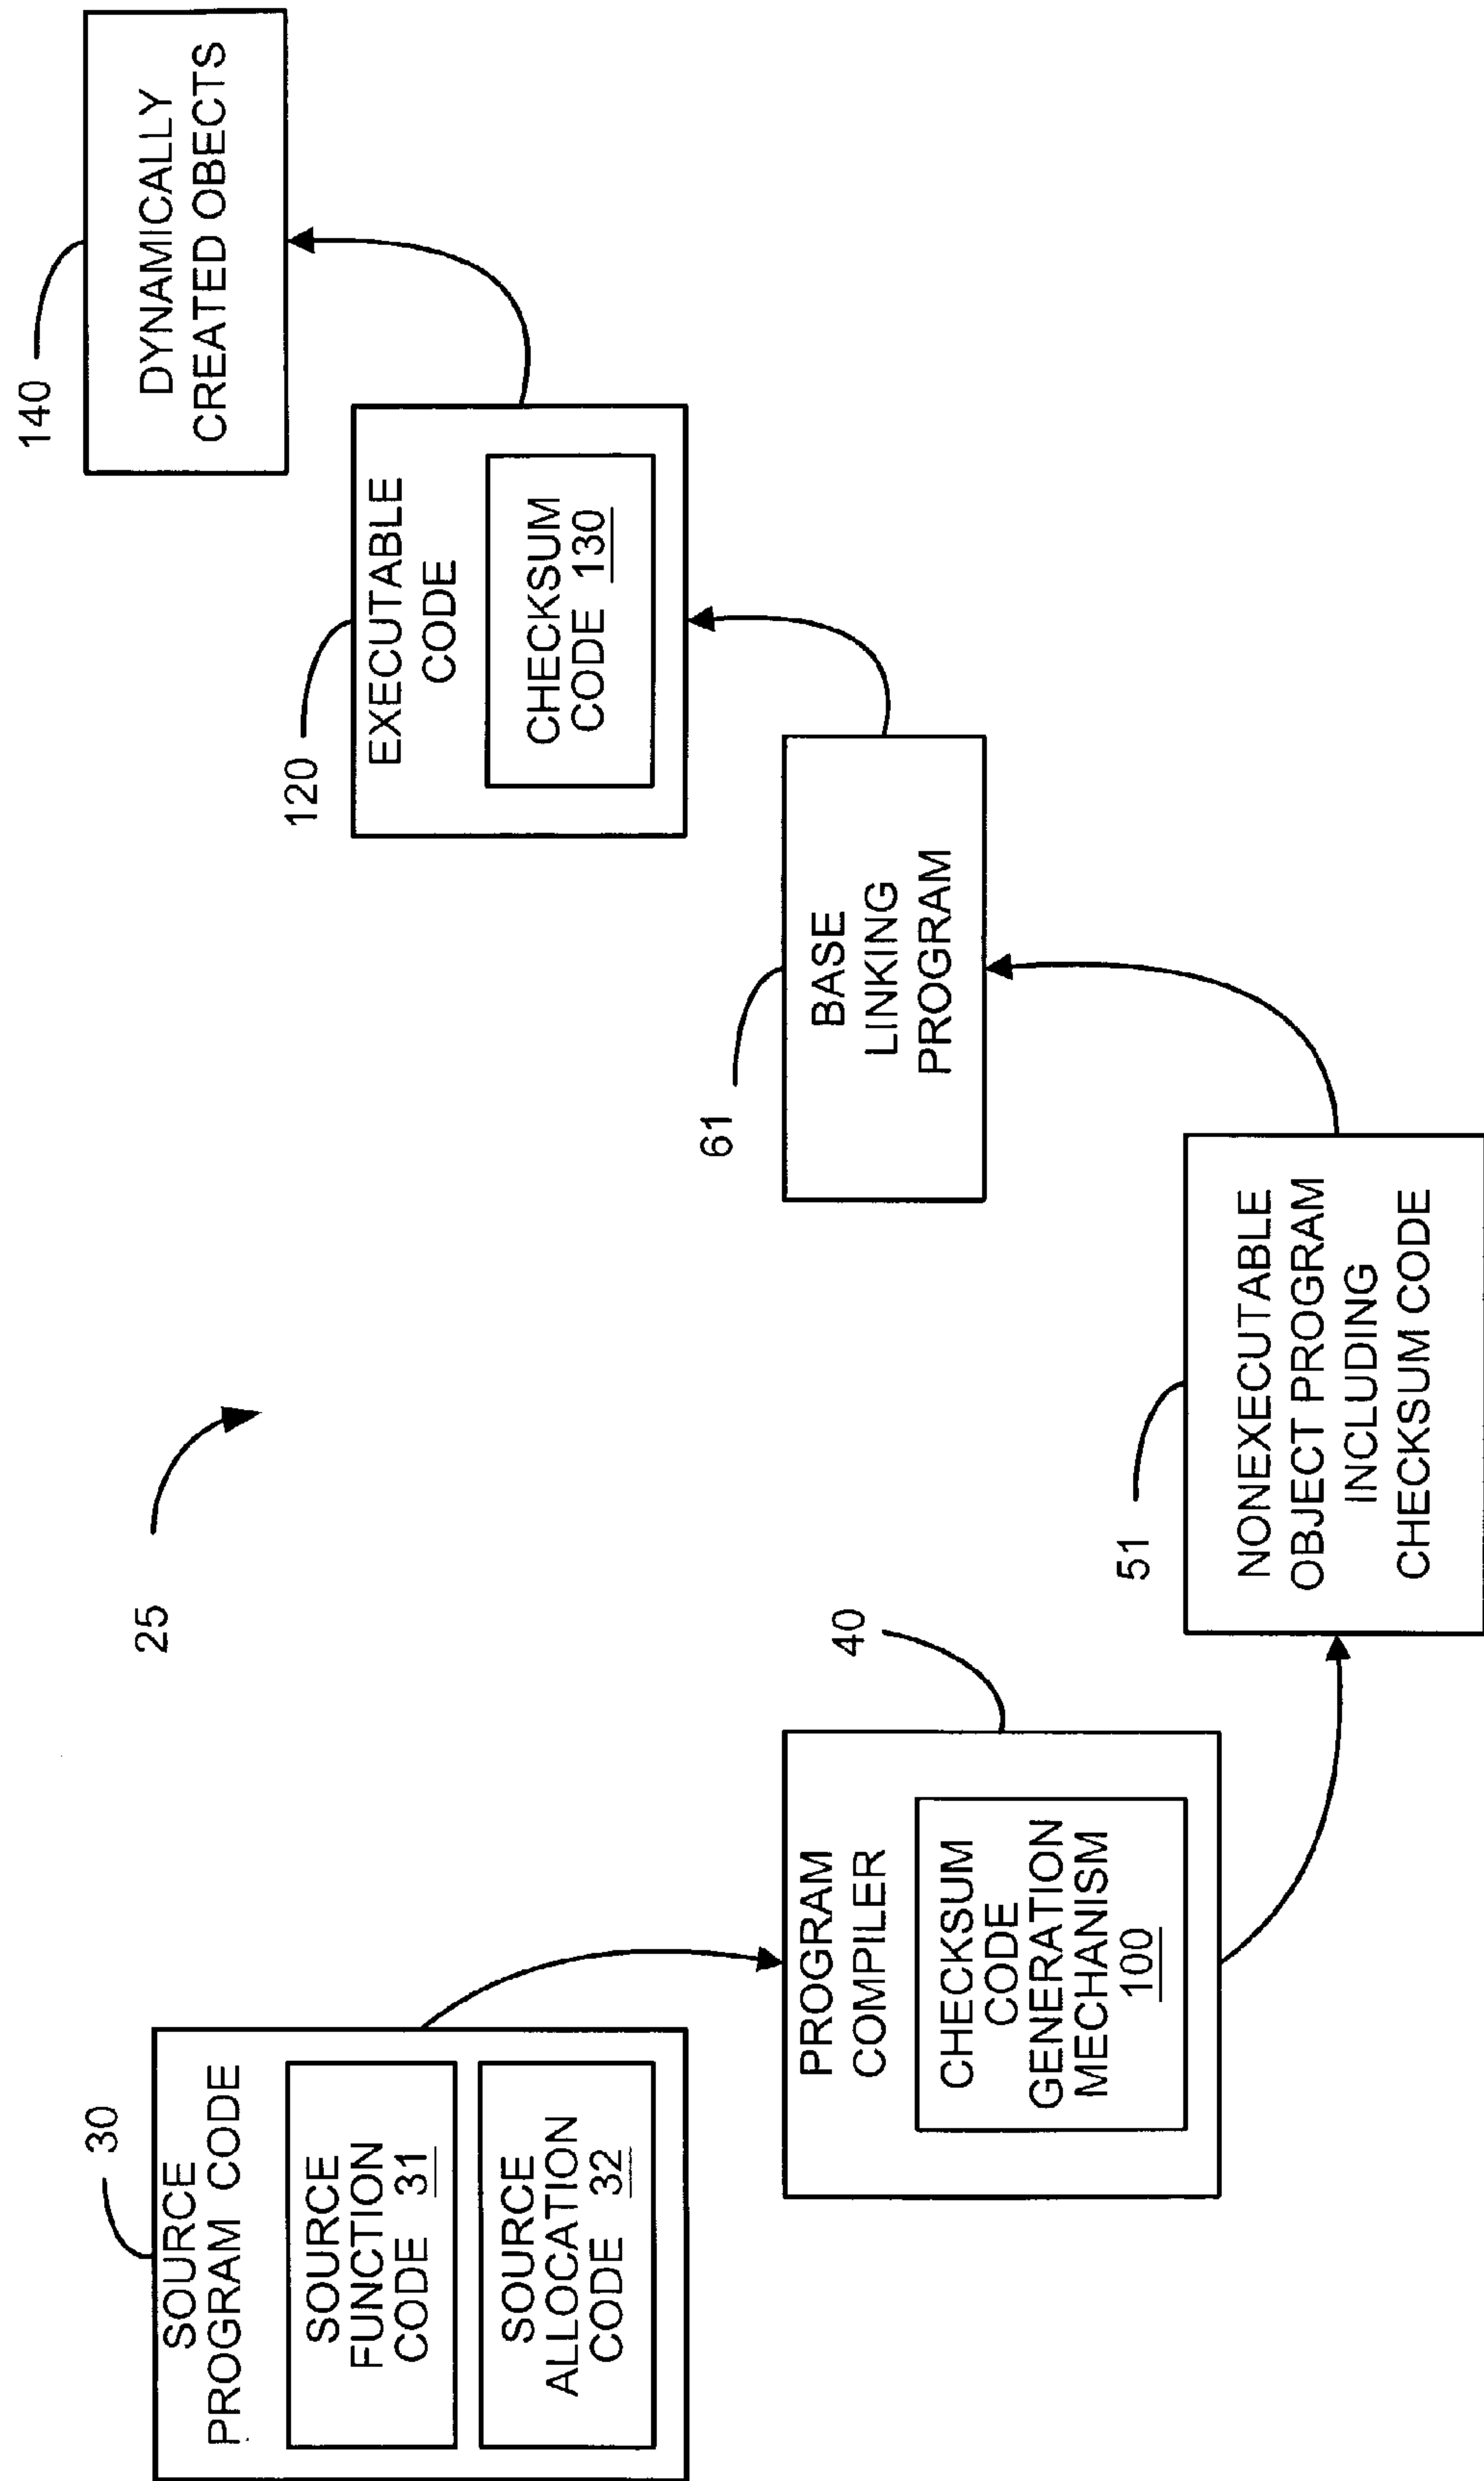 25
30
SOURCE
PROGRAM CODE
SOURCE
FUNCTION
CODE 31
SOURCE
ALLOCATION
CODE 32
PROGRAM
COMPILER
40
CHECKSUM
CODE
GENERATION
MECHANISM
100
51
NONEXECUTABLE
OBJECT PROGRAM
INCLUDING
CHECKSUM CODE
61
BASE
LINKING
PROGRAM
120
EXECUTABLE
CODE
CHECKSUM
CODE 130
140
DYNAMICALLY
CREATED OBECTS